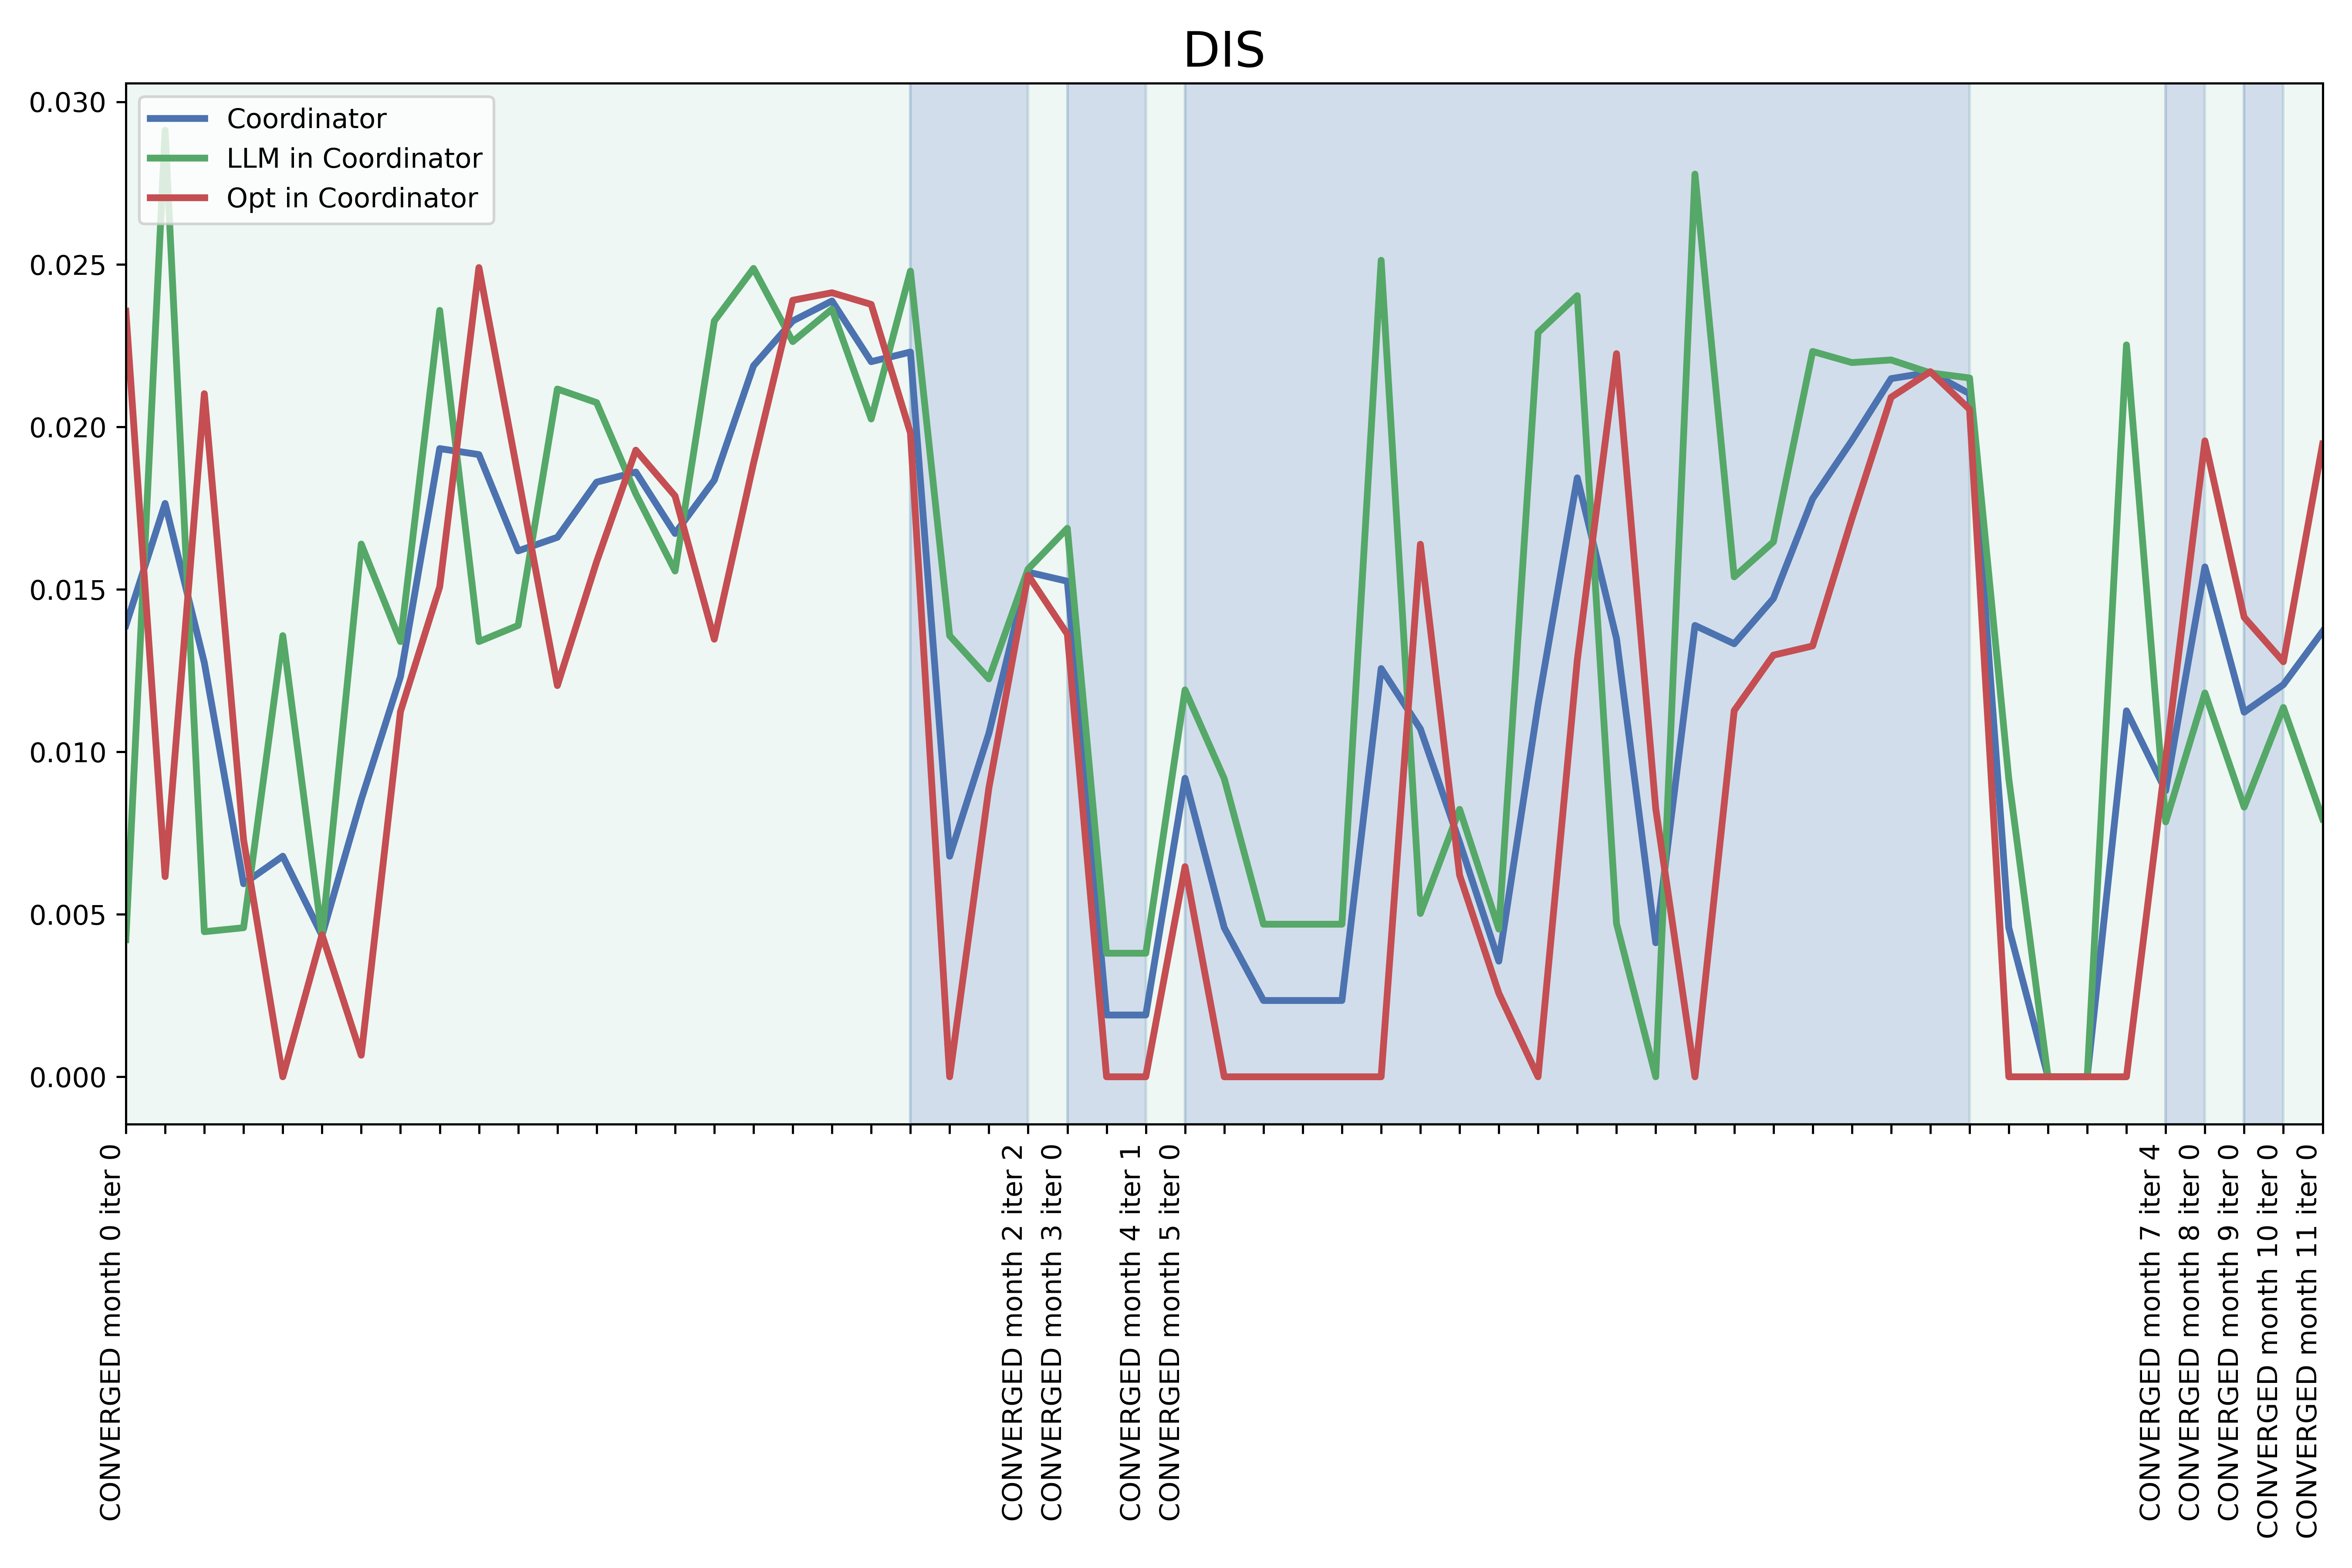 DIS
0.030
0.025
0.020
0.015
0.010
0.005
0.000
Coordinator
LLM in Coordinator
Opt in Coordinator
CONVERGED month 0 iter 0
CONVERGED month 2 iter 2
CONVERGED month 3 iter 0
CONVERGED month 4 iter 1
CONVERGED month 5 iter 0
CONVERGED month 7 iter 4
CONVERGED month 8 iter 0
CONVERGED month 9 iter 0
CONVERGED month 10 iter 0
CONVERGED month 11 iter 0